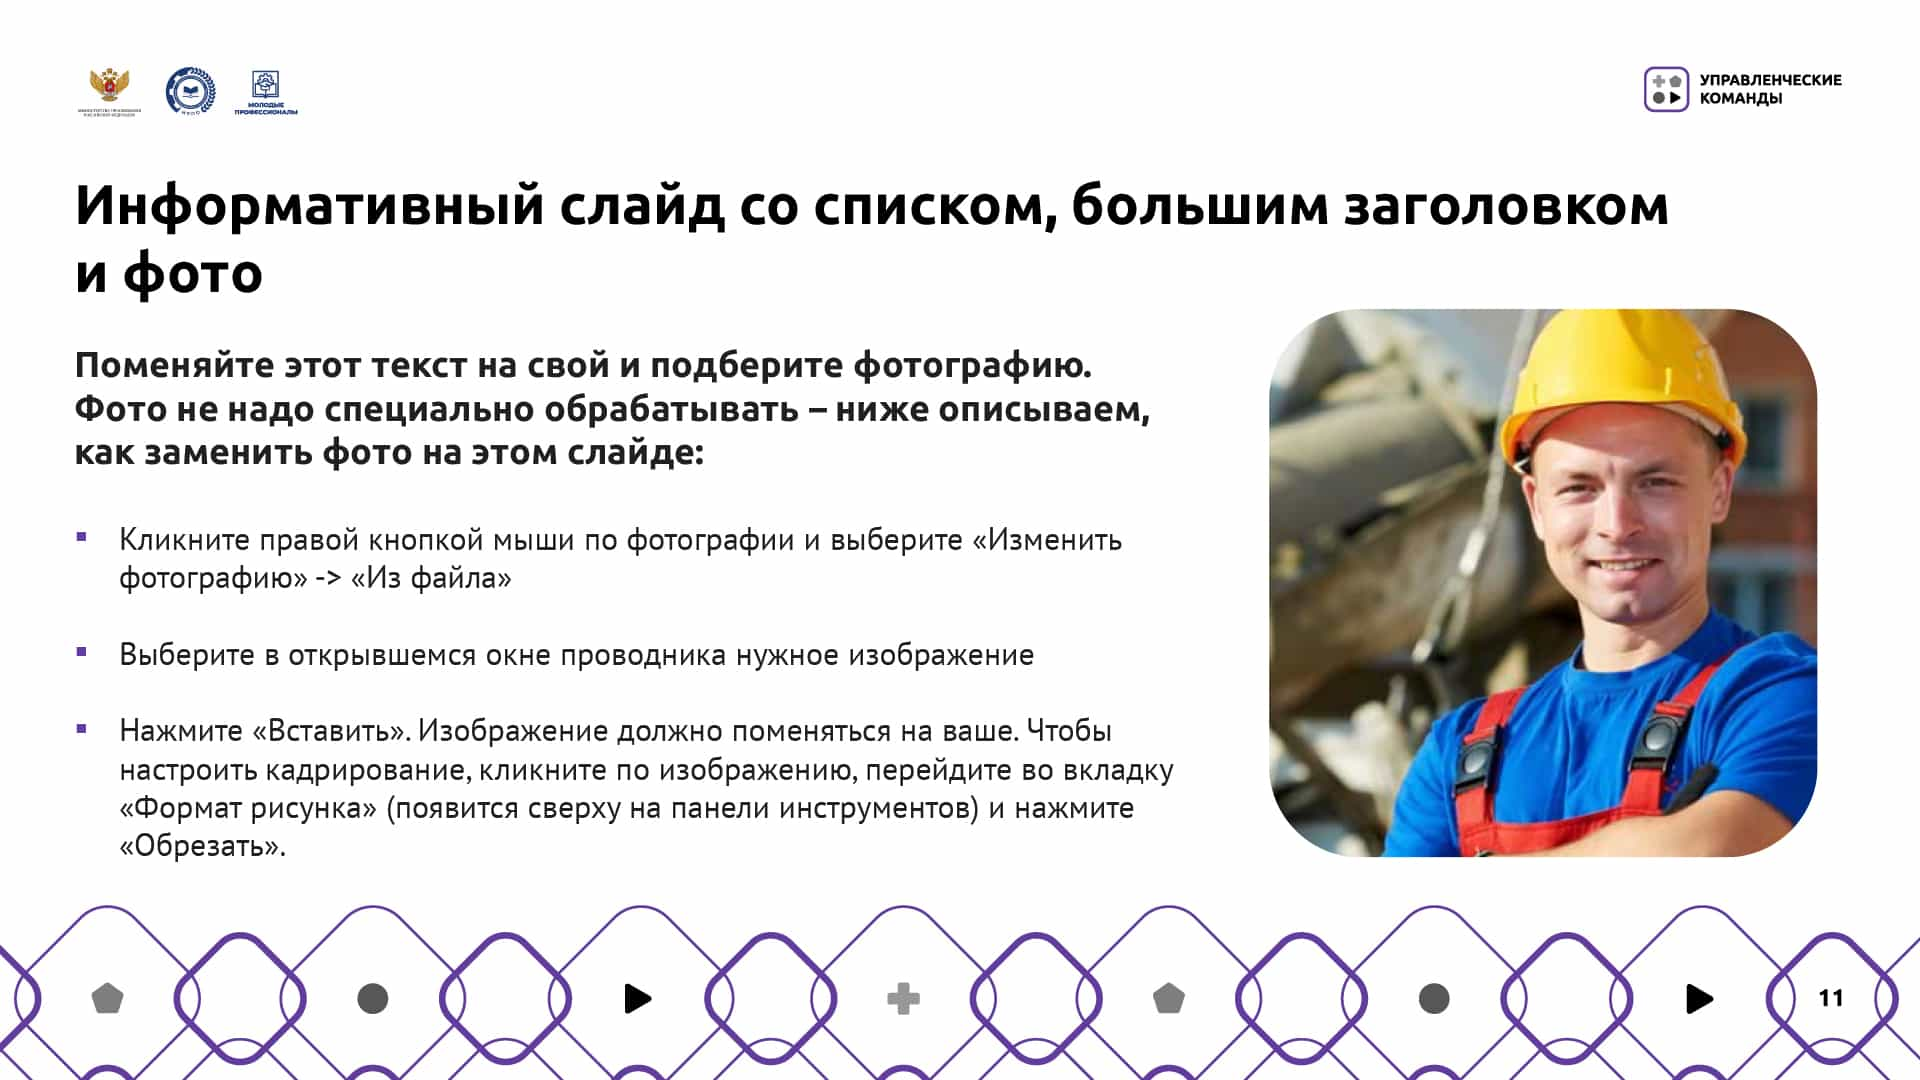 МОЛОДЫЕ
ПРОФЕССИОНАЛЫ
УПРАВЛЕНЧЕСКИЕ
КОМАНДЫ
Информативный слайд со списком, большим заголовком
и фото
Поменяйте этот текст на свой и подберите фотографию.
Фото не надо специально обрабатывать – ниже описываем,
как заменить фото на этом слайде:
Кликните правой кнопкой мыши по фотографии и выберите «Изменить
фотографию» -> «Из файла»
Выберите в открывшемся окне проводника нужное изображение
Нажмите «Вставить». Изображение должно поменяться на ваше. Чтобы
настроить кадрирование, кликните по изображению, перейдите во вкладку
«Формат рисунка» (появится сверху на панели инструментов) и нажмите
«Обрезать».
11